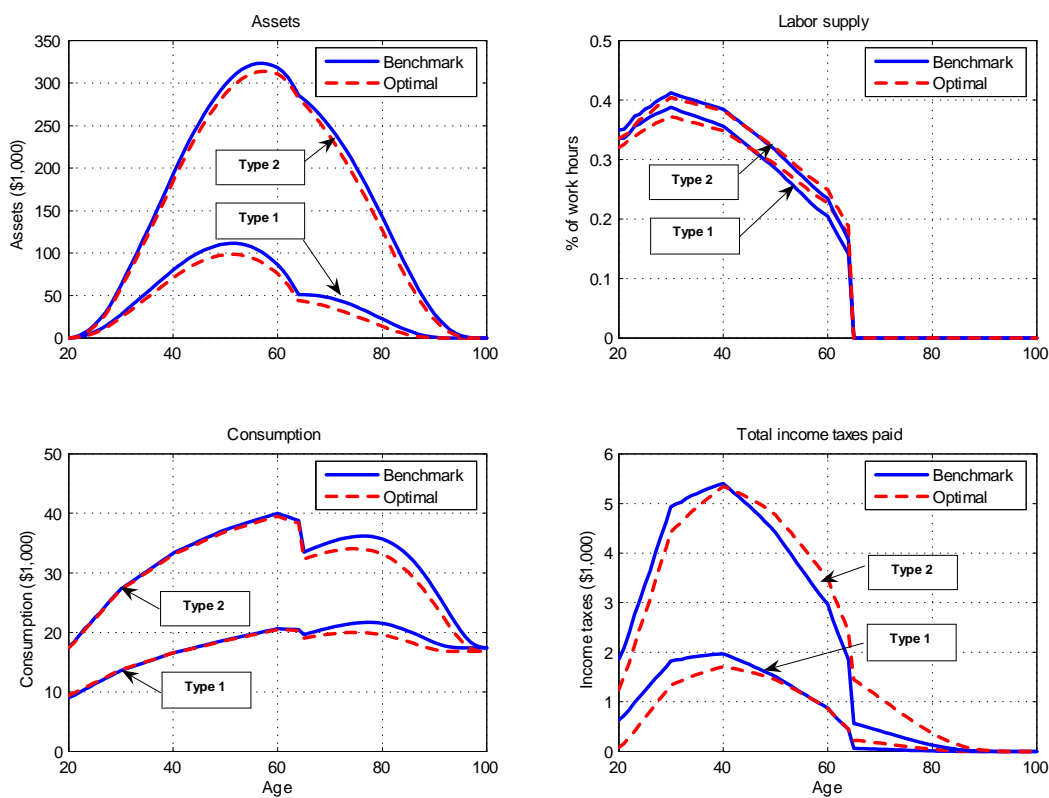 Assets
Assets ($1,000)
350
300
250
200
150
100
50
0
20
40
60
80
100
Benchmark
Optimal
Type 2
Type 1
Labor supply
% of work hours
0.5
0.4
0.3
0.2
0.1
0
20
40
60
80
100
Benchmark
Optimal
Type 2
Type 1
Consumption
Consumption ($1,000)
50
40
30
20
10
0
20
40
60
80
100
Age
Benchmark
Optimal
Type 2
Type 1
Total income taxes paid
Income taxes ($1,000)
6
5
4
3
2
1
0
20
40
60
80
100
Age
Benchmark
Optimal
Type 2
Type 1